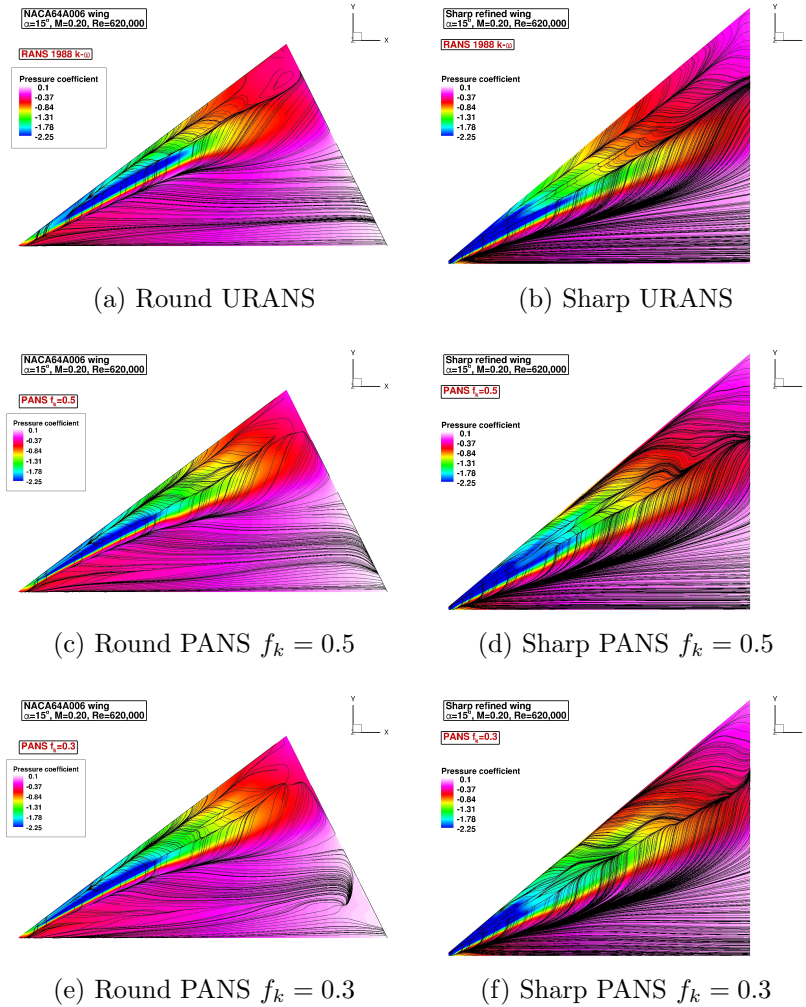 NACA64A006 wing
α=15°, M=0.20, Re=620,000
RANS 1988 k-ω
Pressure coefficient
0.1
-0.37
-0.84
-1.31
-1.78
-2.25
Y
Z
X
(a) Round URANS
Sharp refined wing
α=15°, M=0.20, Re=620,000
RANS 1988 k-ω
Pressure coefficient
0.1
-0.37
-0.84
-1.31
-1.78
-2.25
Y
Z
(b) Sharp URANS
NACA64A006 wing
α=15°, M=0.20, Re=620,000
PANS fk=0.5
Pressure coefficient
0.1
-0.37
-0.84
-1.31
-1.78
-2.25
Y
Z
X
(c) Round PANS fk = 0.5
Sharp refined wing
α=15°, M=0.20, Re=620,000
PANS fk=0.5
Pressure coefficient
0.1
-0.37
-0.84
-1.31
-1.78
-2.25
Y
Z
(d) Sharp PANS fk = 0.5
NACA64A006 wing
α=15°, M=0.20, Re=620,000
PANS fk=0.3
Pressure coefficient
0.1
-0.37
-0.84
-1.31
-1.78
-2.25
Y
Z
X
(e) Round PANS fk = 0.3
Sharp refined wing
α=15°, M=0.20, Re=620,000
PANS fk=0.3
Pressure coefficient
0.1
-0.37
-0.84
-1.31
-1.78
-2.25
Y
Z
(f) Sharp PANS fk = 0.3